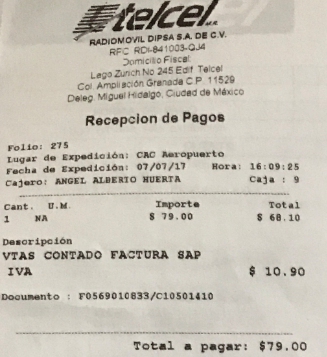 telcel
RADIOMOVIL DIPSA S.A. DE C.V.
RFC RDI-841003-QJ4
Domicilio Fiscal:
Lago Zurich No 245 Edif Telcel
Col. Ampliación Granada C.P. 11529
Deleg. Miguel Hidalgo, Ciudad de México
Recepcion de Pagos
Folio: 275
Lugar de Expedición: CAC Aeropuerto
Fecha de Expedición: 07/07/17 Hora: 16:09:25
Cajero: ANGEL ALBERTO HUERTA Caja : 9
Cant. U.M. Importe Total
1 NA $ 79.00 $ 68.10
Descripción
VTAS CONTADO FACTURA SAP
IVA $ 10.90
Documento : F0569010833/C10501410
Total a pagar: $79.00